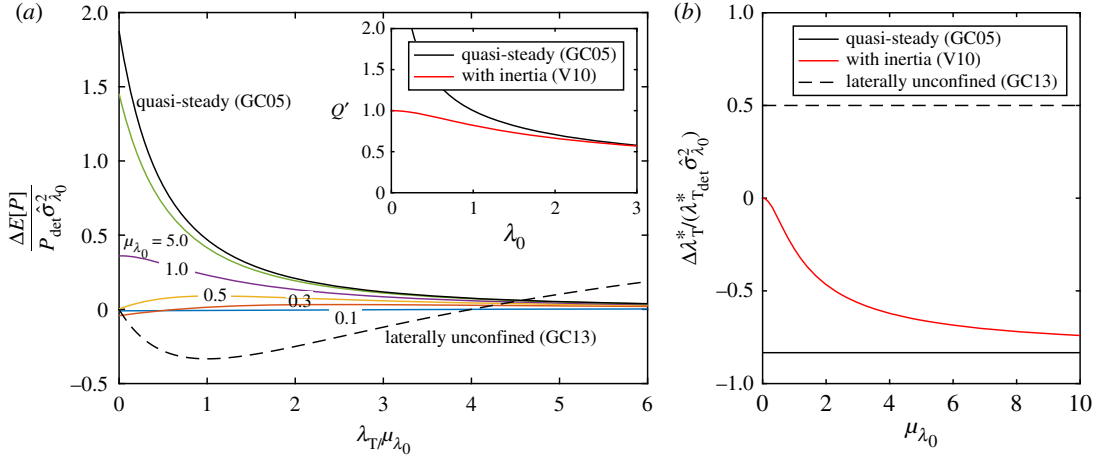 (a)
2.0
1.5
1.0
0.5
0
−0.5
ΔE[P]
P_det σ̂²_λ0
quasi-steady (GC05)
μ_λ0 = 5.0
1.0
0.5
0.3
0.1
laterally unconfined (GC13)
0 1 2 3 4 5 6
λ_T/μ_λ0
2.0
1.5
Q′ 1.0
0.5
0
quasi-steady (GC05)
with inertia (V10)
0 1 2 3
λ_0
(b)
1.0
0.5
0
−0.5
−1.0
Δλ*_T/(λ*_T_det σ̂²_λ0)
quasi-steady (GC05)
with inertia (V10)
laterally unconfined (GC13)
0 2 4 6 8 10
μ_λ0